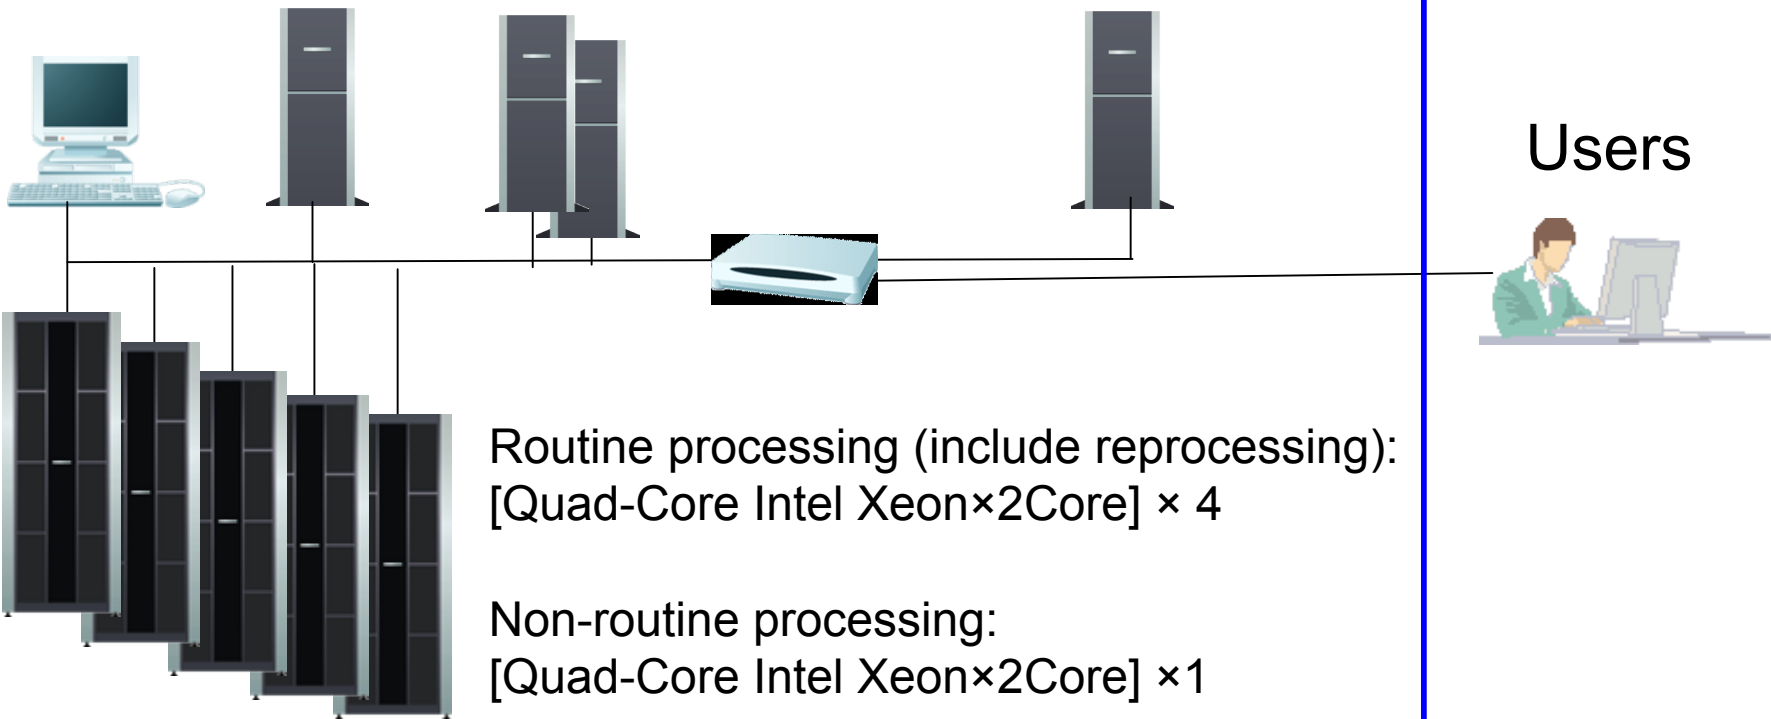 Users
Routine processing (include reprocessing):
[Quad-Core Intel Xeon×2Core] × 4
Non-routine processing:
[Quad-Core Intel Xeon×2Core] ×1